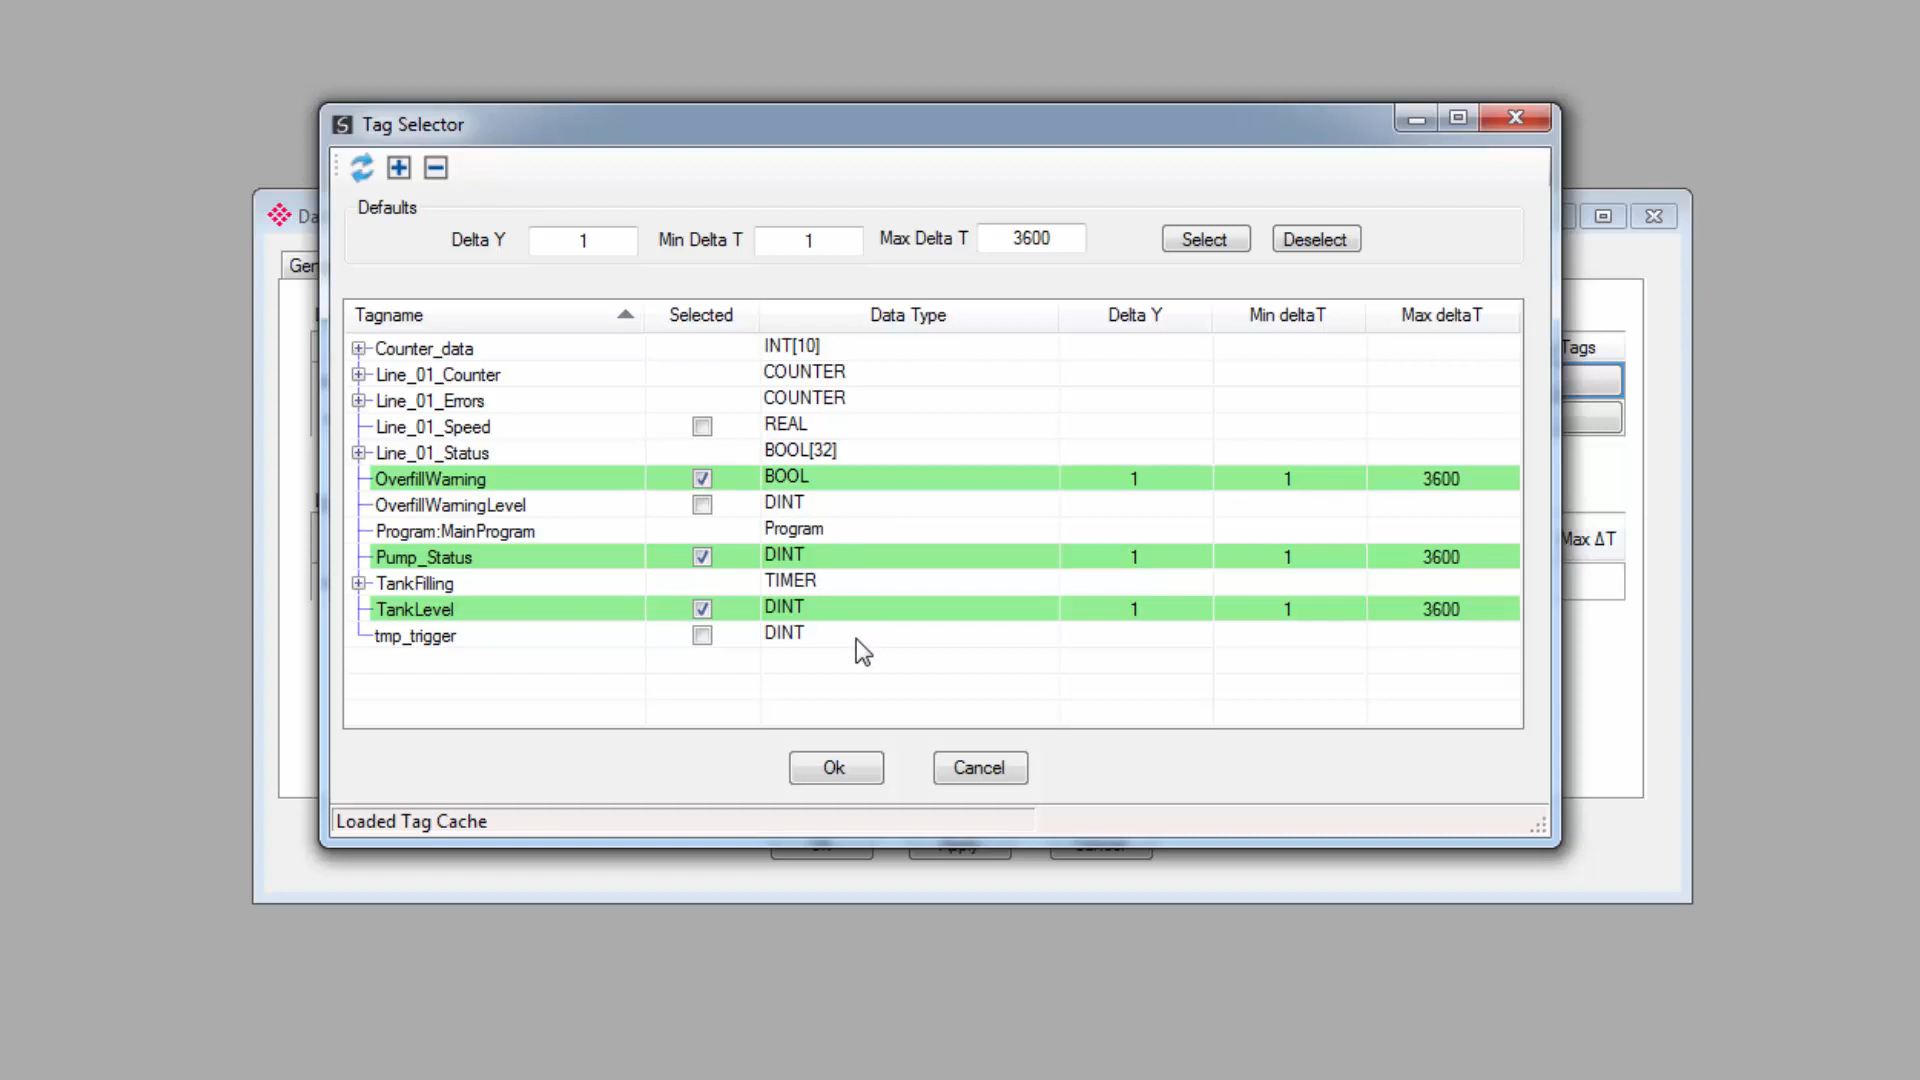 Tag Selector
Defaults
Delta Y 1 Min Delta T 1 Max Delta T 3600 Select Deselect
Tagname Selected Data Type Delta Y Min deltaT Max deltaT
Counter_data INT[10]
Line_01_Counter COUNTER
Line_01_Errors COUNTER
Line_01_Speed REAL
Line_01_Status BOOL[32]
OverfillWarning BOOL 1 1 3600
OverfillWarningLevel DINT
Program:MainProgram Program
Pump_Status DINT 1 1 3600
TankFilling TIMER
TankLevel DINT 1 1 3600
tmp_trigger DINT
Ok Cancel
Loaded Tag Cache
Da
Gen
Tags
Max ΔT
Apply